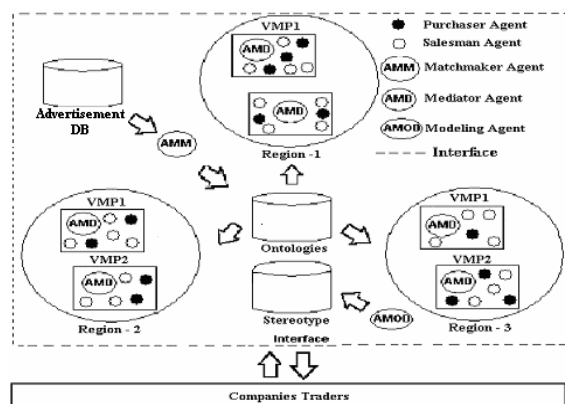 VMP1
AMD
AMD
Region -1
Purchaser Agent
Salesman Agent
AMM Matchmaker Agent
AMD Mediator Agent
AMOD Modeling Agent
Interface
Advertisement
DB
AMM
VMP1
AMD
VMP2
AMD
Region - 2
Ontologies
Stereotype
Interface
AMOD
VMP1
AMD
VMP2
AMD
Region - 3
Companies Traders